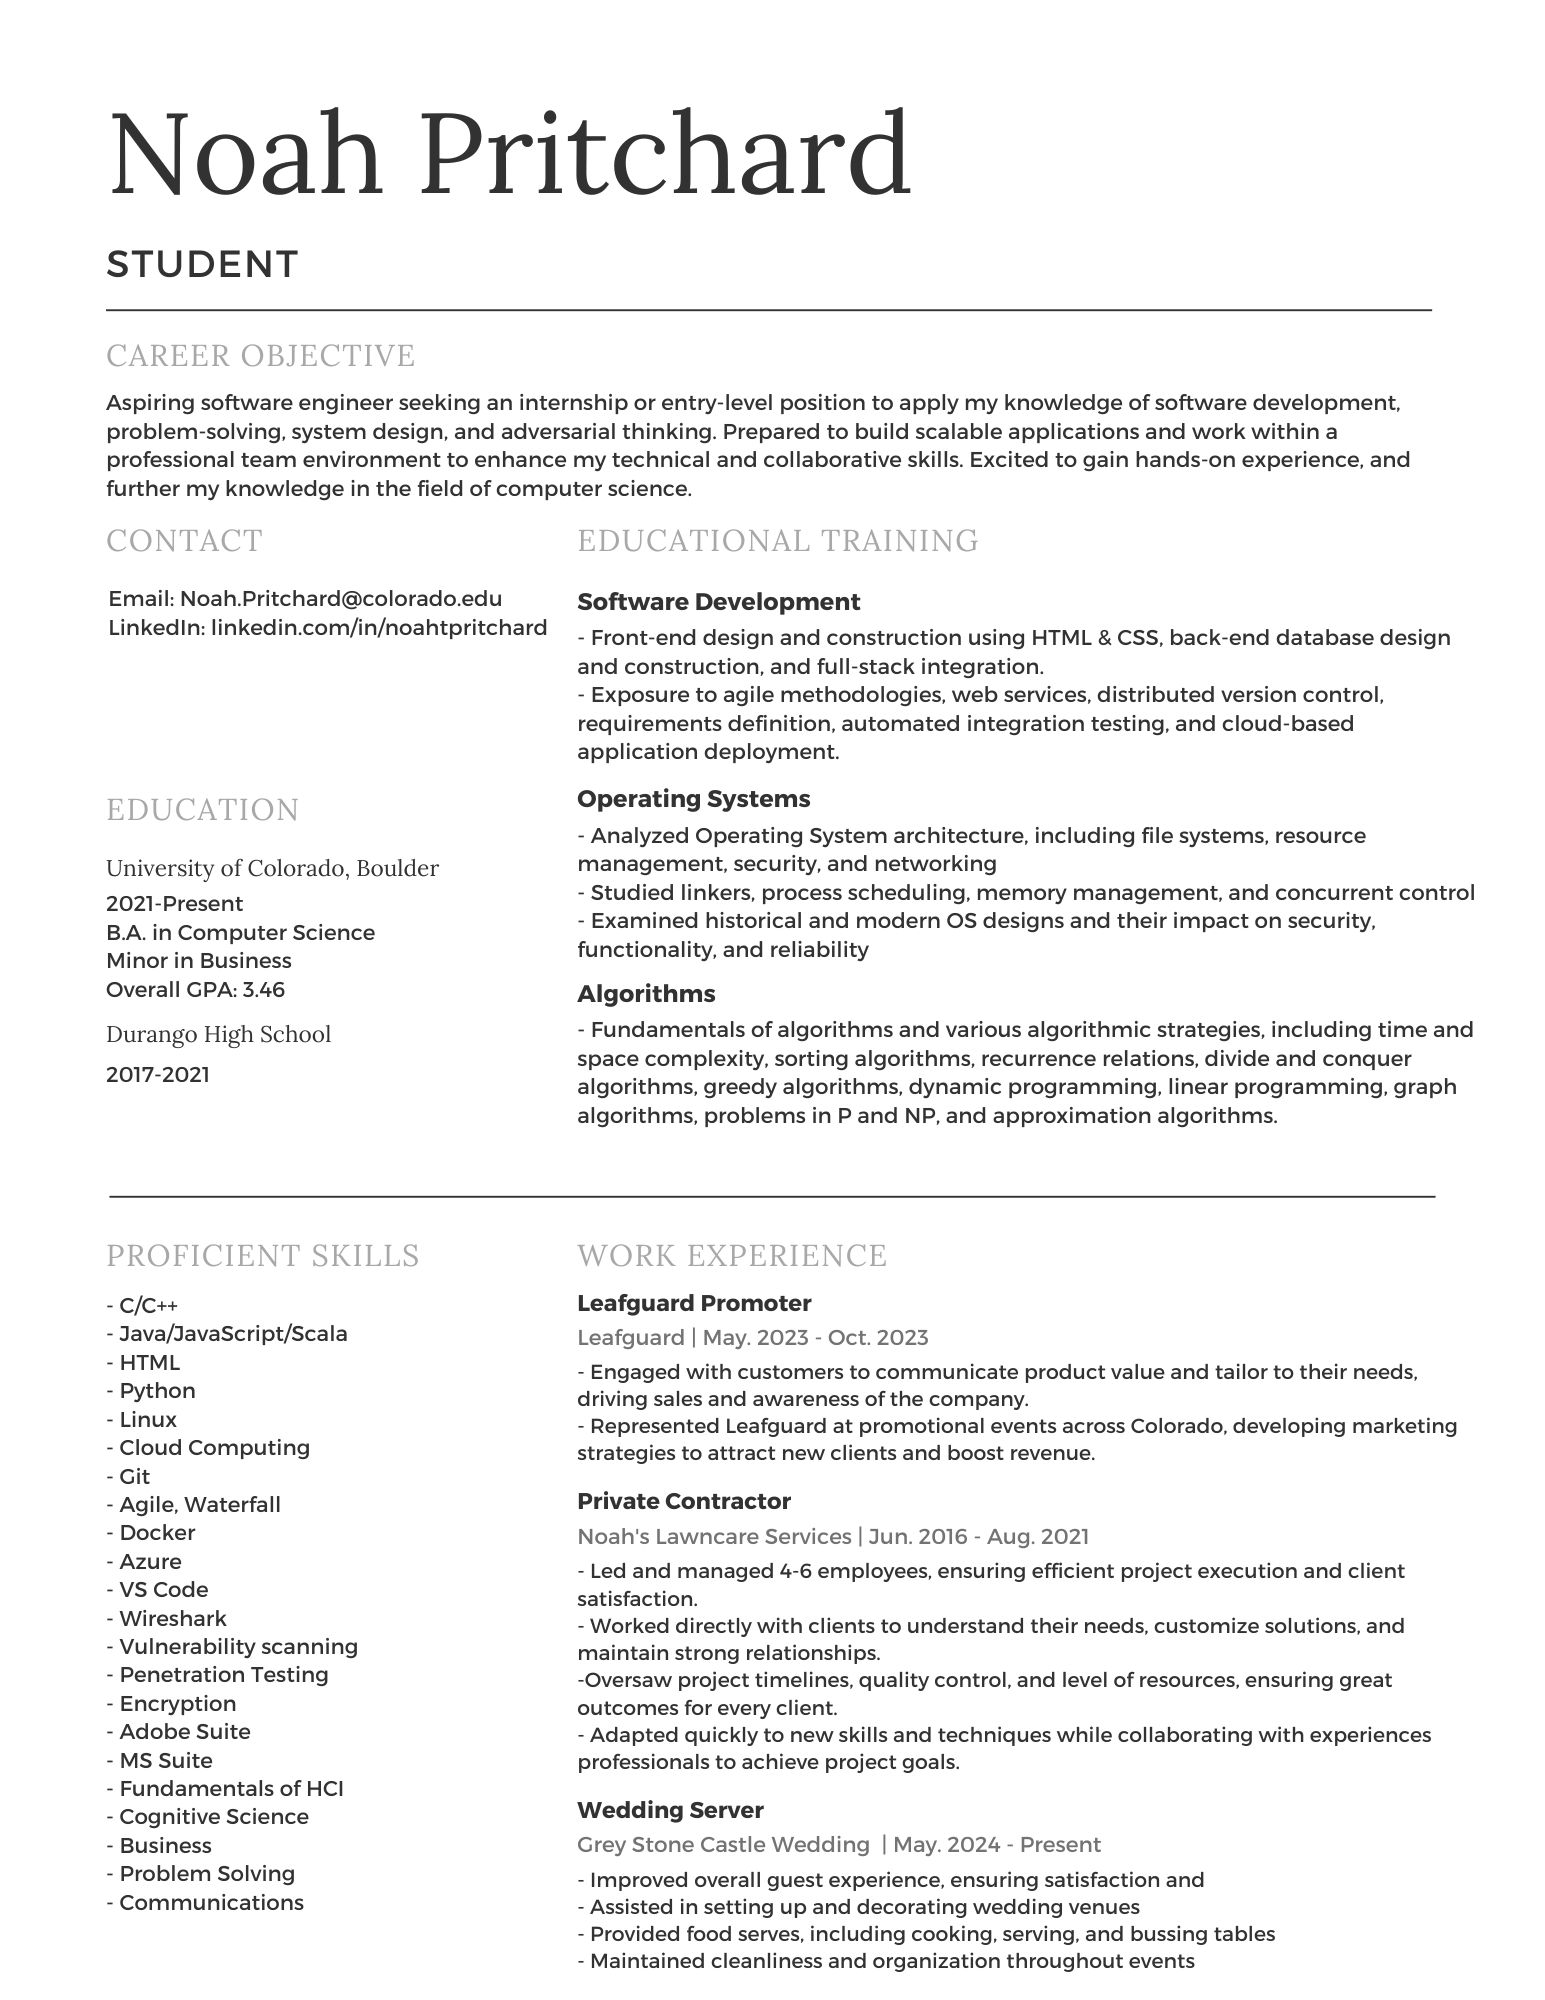 Noah Pritchard
STUDENT
CAREER OBJECTIVE
Aspiring software engineer seeking an internship or entry-level position to apply my knowledge of software development,
problem-solving, system design, and adversarial thinking. Prepared to build scalable applications and work within a
professional team environment to enhance my technical and collaborative skills. Excited to gain hands-on experience, and
further my knowledge in the field of computer science.
CONTACT
Email: Noah.Pritchard@colorado.edu
LinkedIn: linkedin.com/in/noahtpritchard
EDUCATION
University of Colorado, Boulder
2021-Present
B.A. in Computer Science
Minor in Business
Overall GPA: 3.46
Durango High School
2017-2021
EDUCATIONAL TRAINING
Software Development
- Front-end design and construction using HTML & CSS, back-end database design
and construction, and full-stack integration.
- Exposure to agile methodologies, web services, distributed version control,
requirements definition, automated integration testing, and cloud-based
application deployment.
Operating Systems
- Analyzed Operating System architecture, including file systems, resource
management, security, and networking
- Studied linkers, process scheduling, memory management, and concurrent control
- Examined historical and modern OS designs and their impact on security,
functionality, and reliability
Algorithms
- Fundamentals of algorithms and various algorithmic strategies, including time and
space complexity, sorting algorithms, recurrence relations, divide and conquer
algorithms, greedy algorithms, dynamic programming, linear programming, graph
algorithms, problems in P and NP, and approximation algorithms.
PROFICIENT SKILLS
- C/C++
- Java/JavaScript/Scala
- HTML
- Python
- Linux
- Cloud Computing
- Git
- Agile, Waterfall
- Docker
- Azure
- VS Code
- Wireshark
- Vulnerability scanning
- Penetration Testing
- Encryption
- Adobe Suite
- MS Suite
- Fundamentals of HCI
- Cognitive Science
- Business
- Problem Solving
- Communications
WORK EXPERIENCE
Leafguard Promoter
Leafguard | May. 2023 - Oct. 2023
- Engaged with customers to communicate product value and tailor to their needs,
driving sales and awareness of the company.
- Represented Leafguard at promotional events across Colorado, developing marketing
strategies to attract new clients and boost revenue.
Private Contractor
Noah's Lawncare Services | Jun. 2016 - Aug. 2021
- Led and managed 4-6 employees, ensuring efficient project execution and client
satisfaction.
- Worked directly with clients to understand their needs, customize solutions, and
maintain strong relationships.
-Oversaw project timelines, quality control, and level of resources, ensuring great
outcomes for every client.
- Adapted quickly to new skills and techniques while collaborating with experiences
professionals to achieve project goals.
Wedding Server
Grey Stone Castle Wedding | May. 2024 - Present
- Improved overall guest experience, ensuring satisfaction and
- Assisted in setting up and decorating wedding venues
- Provided food serves, including cooking, serving, and bussing tables
- Maintained cleanliness and organization throughout events